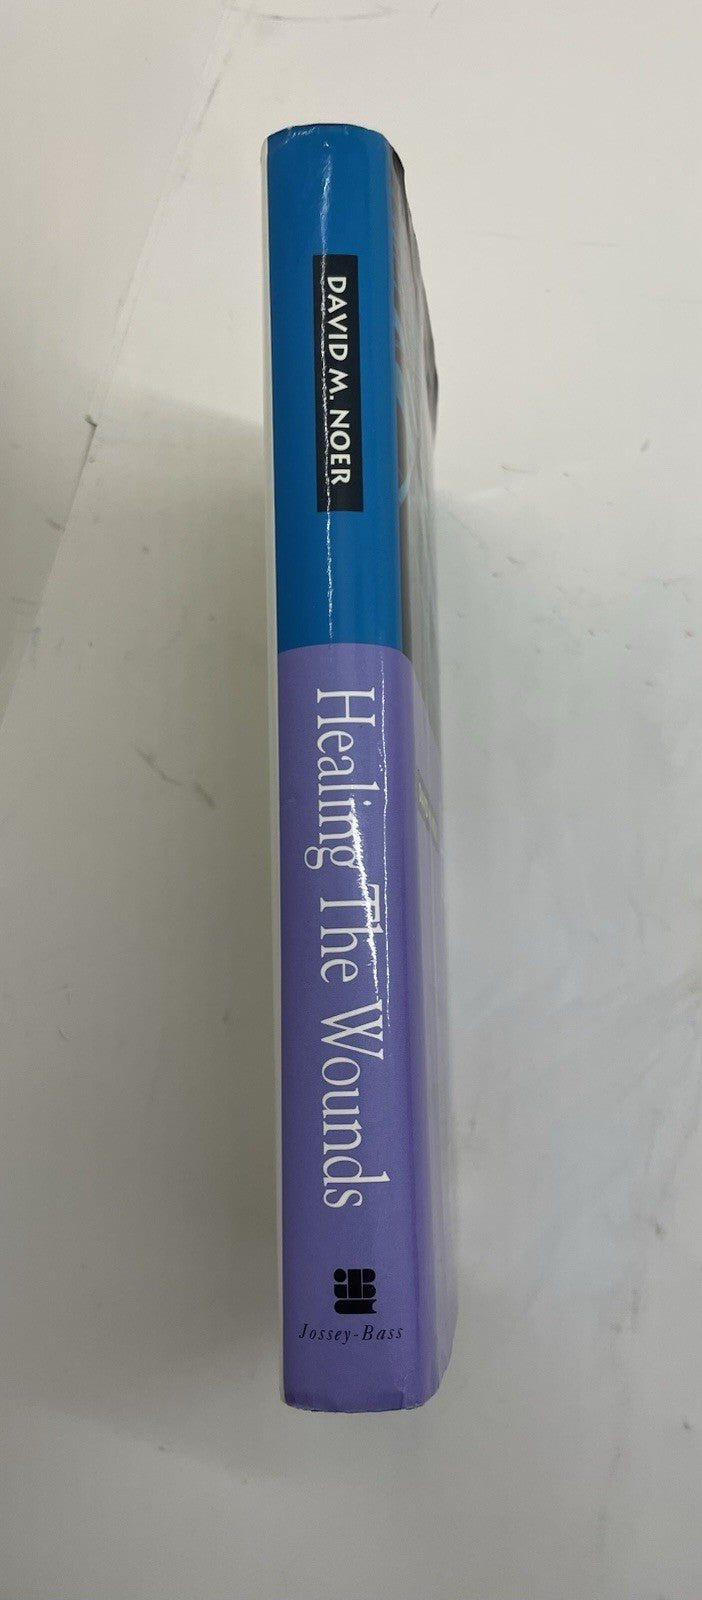 DAVID M. NOER
Healing The Wounds
Jossey-Bass